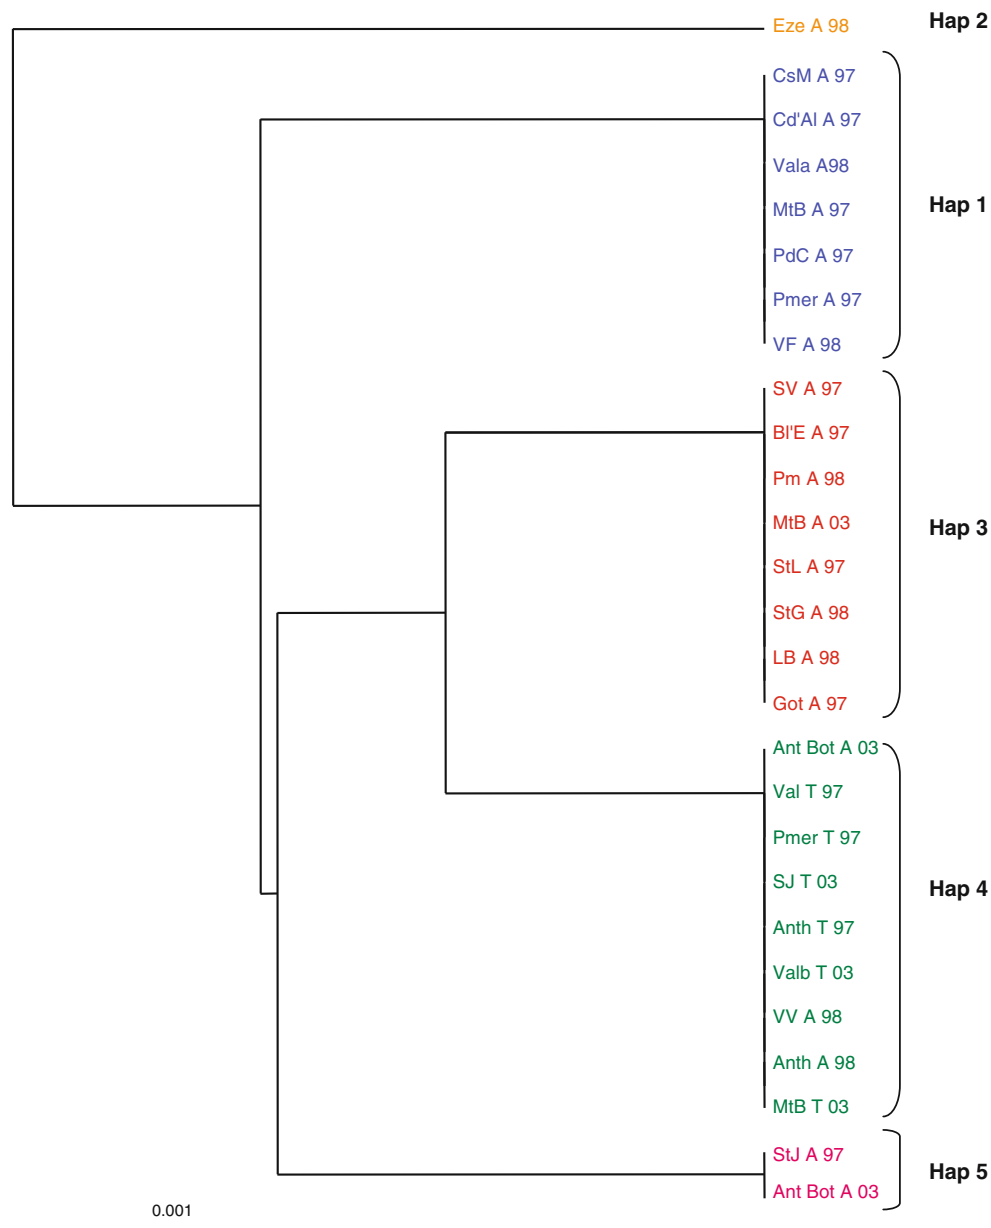 Eze A 98
Hap 2
CsM A 97
Cd'Al A 97
Vala A98
MtB A 97
Hap 1
PdC A 97
Pmer A 97
VF A 98
SV A 97
Bl'E A 97
Pm A 98
MtB A 03
Hap 3
StL A 97
StG A 98
LB A 98
Got A 97
Ant Bot A 03
Val T 97
Pmer T 97
SJ T 03
Hap 4
Anth T 97
Valb T 03
VV A 98
Anth A 98
MtB T 03
StJ A 97
Hap 5
Ant Bot A 03
0.001